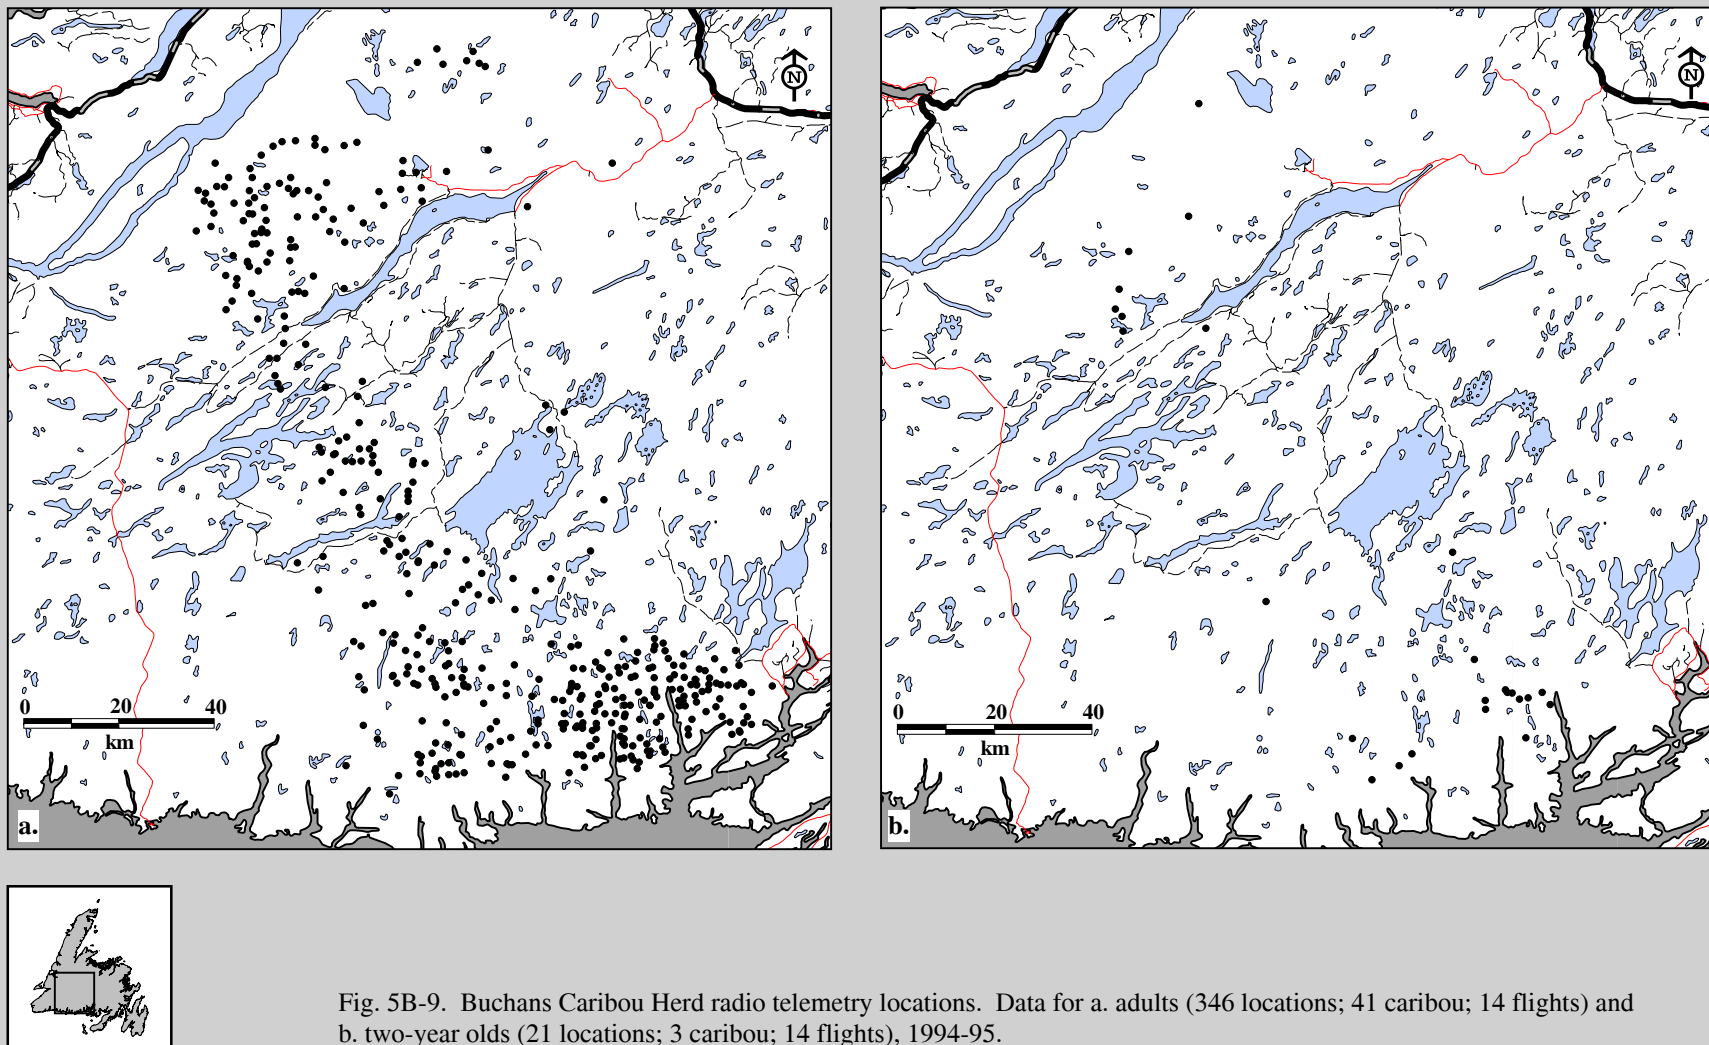 N
N
0 20 40
km
a.
0 20 40
km
b.
Fig. 5B-9. Buchans Caribou Herd radio telemetry locations. Data for a. adults (346 locations; 41 caribou; 14 flights) and
b. two-year olds (21 locations; 3 caribou; 14 flights), 1994-95.